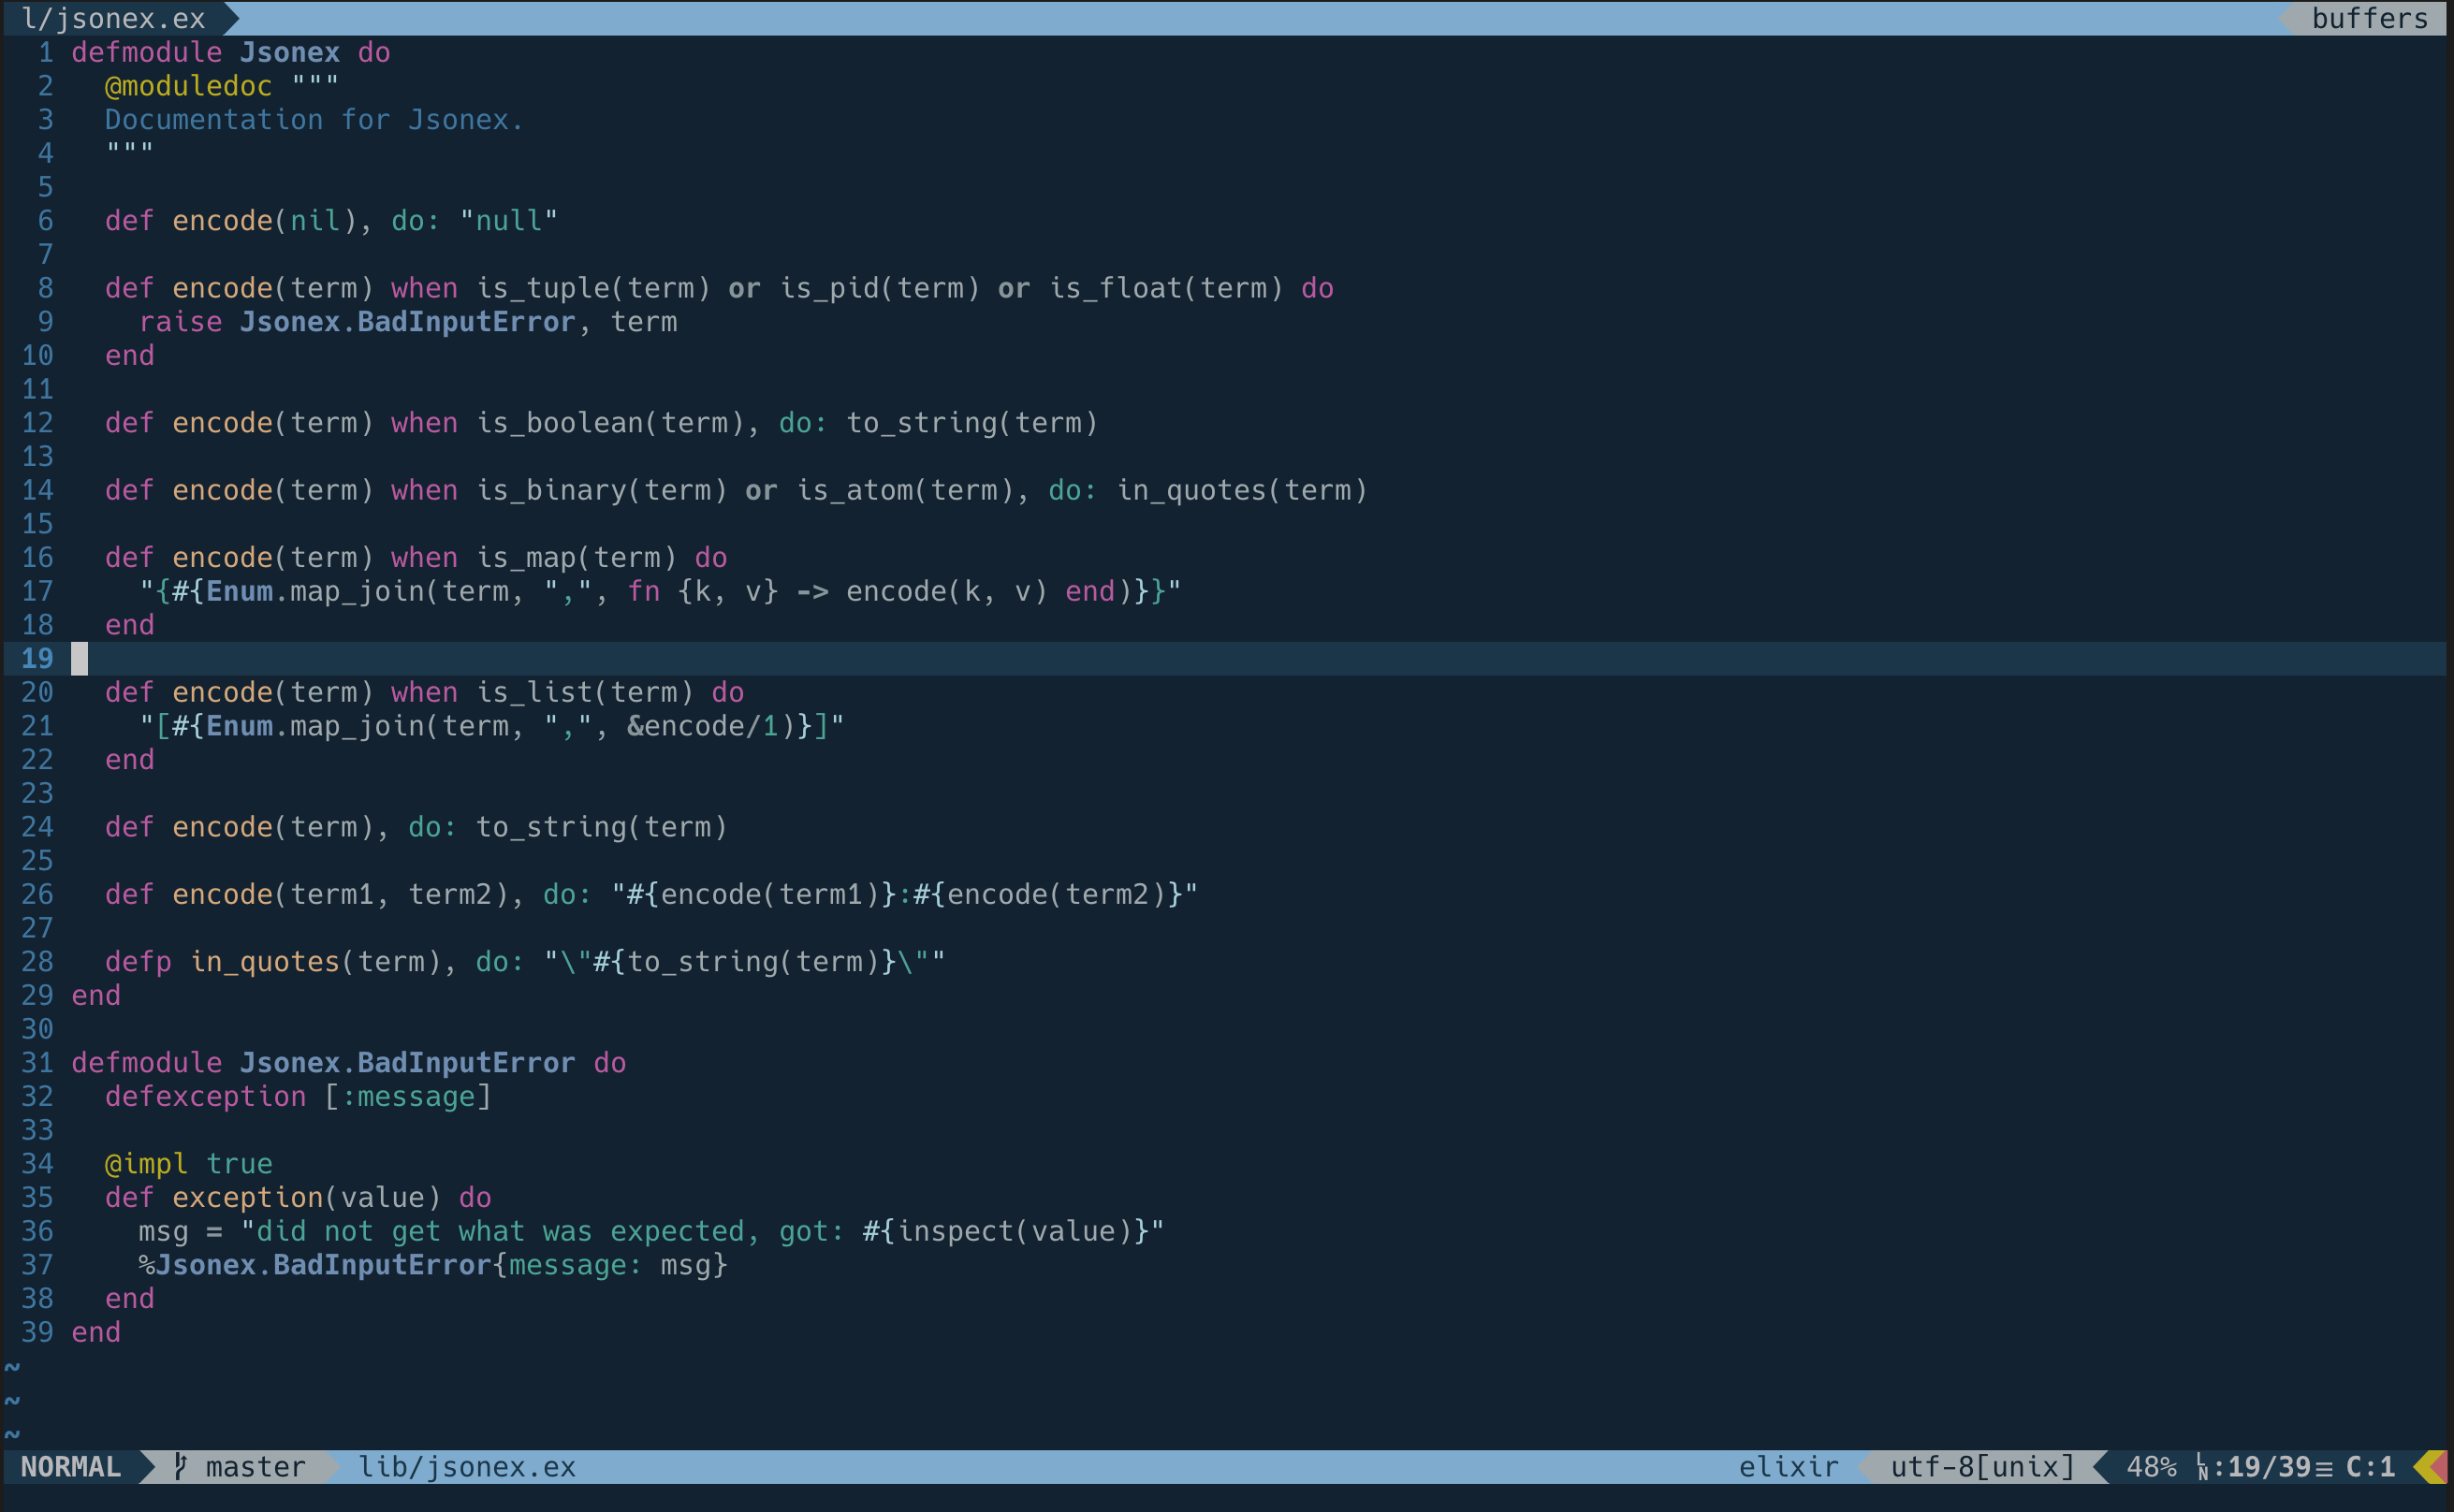 l/jsonex.ex buffers
1 defmodule Jsonex do
2   @moduledoc """
3   Documentation for Jsonex.
4   """
5
6   def encode(nil), do: "null"
7
8   def encode(term) when is_tuple(term) or is_pid(term) or is_float(term) do
9     raise Jsonex.BadInputError, term
10   end
11
12   def encode(term) when is_boolean(term), do: to_string(term)
13
14   def encode(term) when is_binary(term) or is_atom(term), do: in_quotes(term)
15
16   def encode(term) when is_map(term) do
17     "{#{Enum.map_join(term, ",", fn {k, v} -> encode(k, v) end)}}"
18   end
19
20   def encode(term) when is_list(term) do
21     "[#{Enum.map_join(term, ",", &encode/1)}]"
22   end
23
24   def encode(term), do: to_string(term)
25
26   def encode(term1, term2), do: "#{encode(term1)}:#{encode(term2)}"
27
28   defp in_quotes(term), do: "\"#{to_string(term)}\""
29 end
30
31 defmodule Jsonex.BadInputError do
32   defexception [:message]
33
34   @impl true
35   def exception(value) do
36     msg = "did not get what was expected, got: #{inspect(value)}"
37     %Jsonex.BadInputError{message: msg}
38   end
39 end
~
~
~
NORMAL master lib/jsonex.ex elixir utf-8[unix] 48% LN:19/39≡ C:1